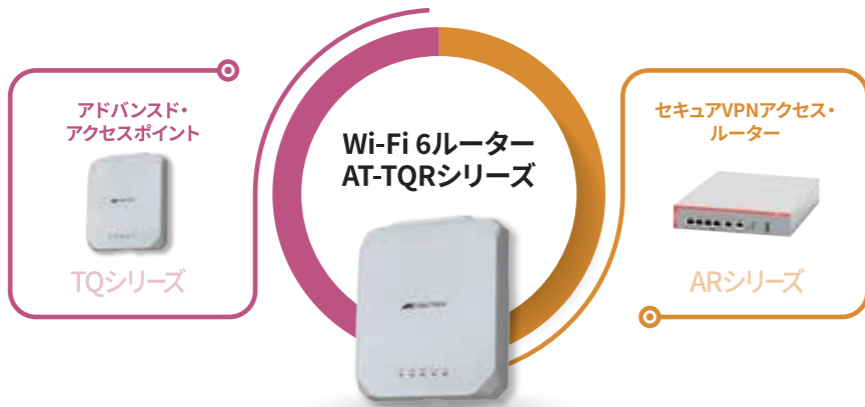 アドバンスド・
アクセスポイント
TQシリーズ
Wi-Fi 6ルーター
AT-TQRシリーズ
セキュアVPNアクセス・
ルーター
ARシリーズ